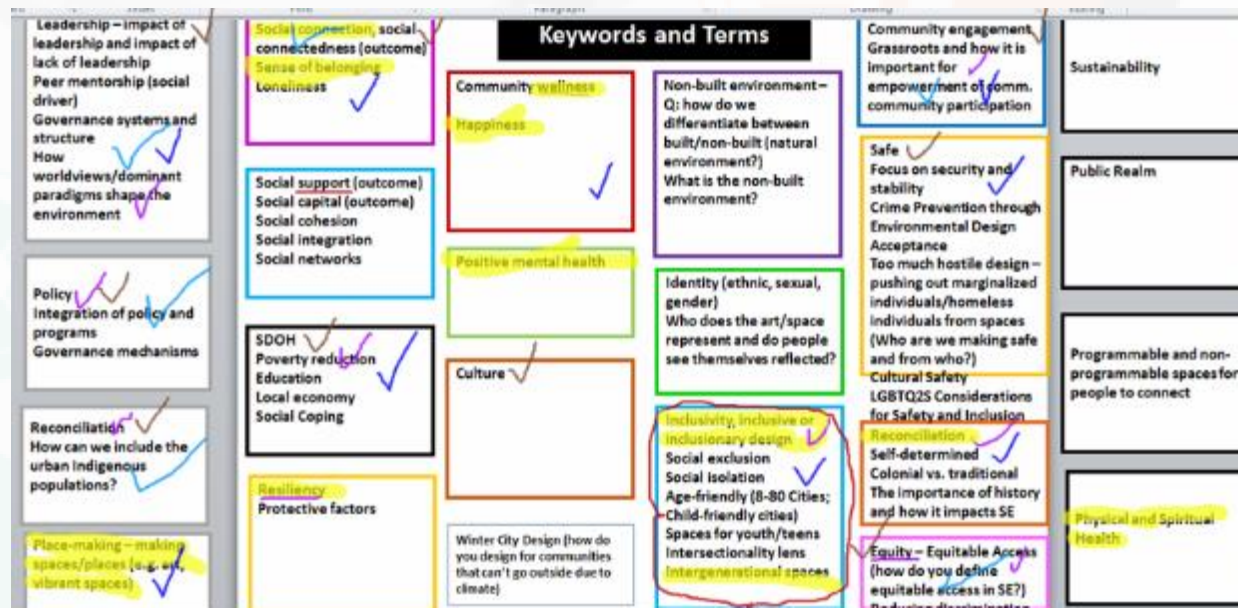 Leadership – impact of
leadership and impact of
lack of leadership
Peer mentorship (social
driver)
Governance systems and
structure
How
worldviews/dominant
paradigms shape the
environment
Policy
Integration of policy and
programs
Governance mechanisms
Reconciliation
How can we include the
urban Indigenous
populations?
Place-making – making
spaces/places (e.g. art,
vibrant spaces)
Social connection, social
connectedness (outcome)
Sense of belonging
Loneliness
Social support (outcome)
Social capital (outcome)
Social cohesion
Social integration
Social networks
SDOH
Poverty reduction
Education
Local economy
Social Coping
Resiliency
Protective factors
Keywords and Terms
Community wellness
Happiness
Positive mental health
Culture
Winter City Design (how do
you design for communities
that can't go outside due to
climate)
Non-built environment –
Q: how do we
differentiate between
built/non-built (natural
environment?)
What is the non-built
environment?
Identity (ethnic, sexual,
gender)
Who does the art/space
represent and do people
see themselves reflected?
Inclusivity, inclusive or
inclusionary design
Social exclusion
Social isolation
Age-friendly (8-80 Cities;
Child-friendly cities)
Spaces for youth/teens
Intersectionality lens
Intergenerational spaces
Community engagement
Grassroots and how it is
important for
empowerment of comm.
community participation
Safe
Focus on security and
stability
Crime Prevention through
Environmental Design
Acceptance
Too much hostile design –
pushing out marginalized
individuals/homeless
individuals from spaces
(Who are we making safe
and from who?)
Cultural Safety
LGBTQ2S Considerations
for Safety and Inclusion
Reconciliation
Self-determined
Colonial vs. traditional
The importance of history
and how it impacts SE
Equity – Equitable Access
(how do you define
equitable access in SE?)
Reducing discrimination
Sustainability
Public Realm
Programmable and non-
programmable spaces for
people to connect
Physical and Spiritual
Health